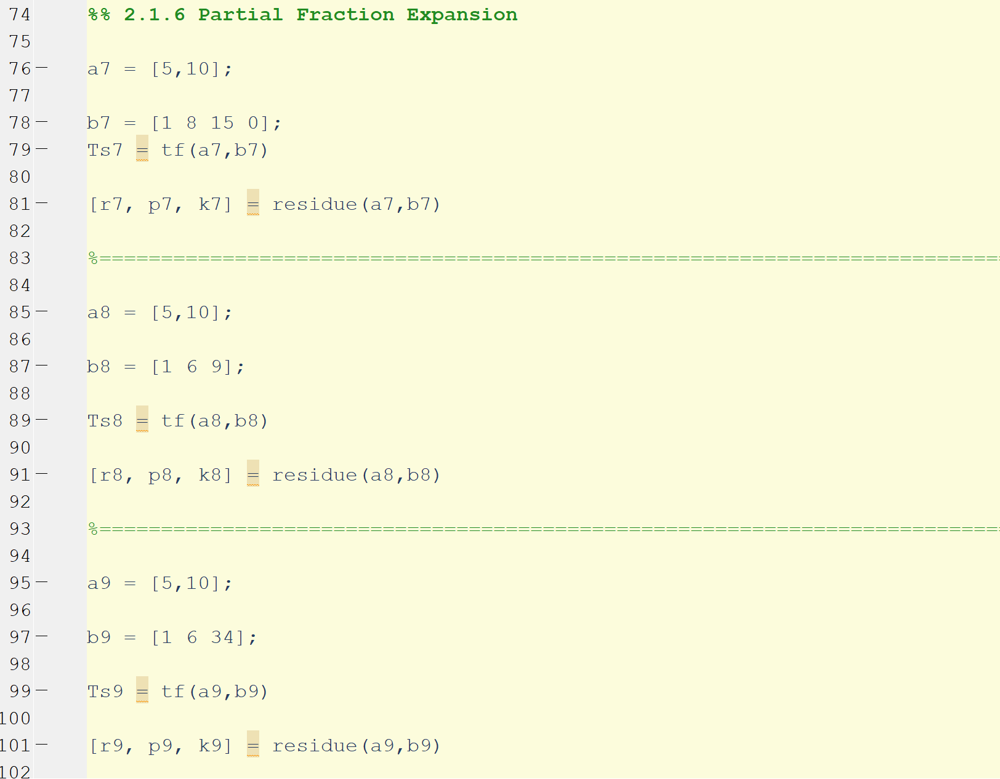 74 %% 2.1.6 Partial Fraction Expansion
75
76 — a7 = [5,10];
77
78 — b7 = [1 8 15 0];
79 — Ts7 = tf(a7,b7)
80
81 — [r7, p7, k7] = residue(a7,b7)
82
83 %=========================================================================
84
85 — a8 = [5,10];
86
87 — b8 = [1 6 9];
88
89 — Ts8 = tf(a8,b8)
90
91 — [r8, p8, k8] = residue(a8,b8)
92
93 %=========================================================================
94
95 — a9 = [5,10];
96
97 — b9 = [1 6 34];
98
99 — Ts9 = tf(a9,b9)
100
101 — [r9, p9, k9] = residue(a9,b9)
102